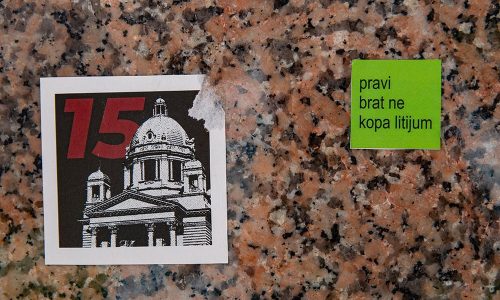 15
pravi
brat ne
kopa litijum